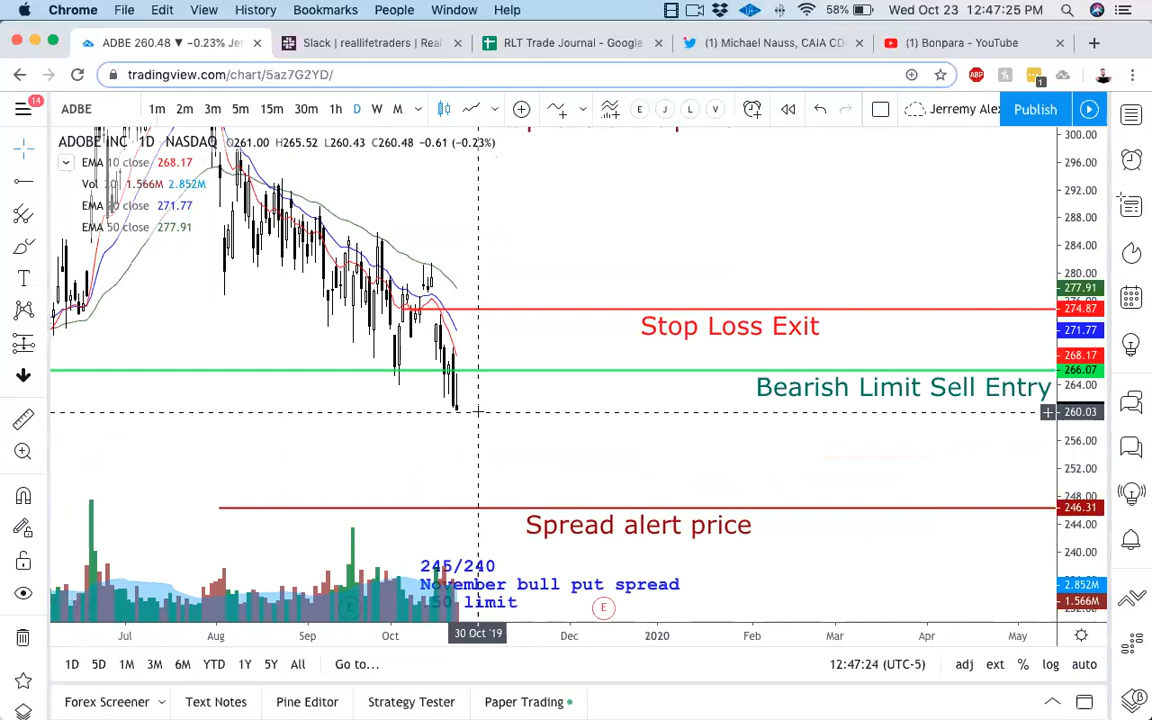 Chrome File Edit View History Bookmarks People Window Help 58% Wed Oct 23 12:47:25 PM
ADBE 260.48 ▼ −0.23% Je
Slack | reallifetraders | Rea
RLT Trade Journal - Google
(1) Michael Nauss, CAIA CD
(1) Bonpara - YouTube
tradingview.com/chart/5az7G2YD/
ABP
1
14
ADBE 1m 2m 3m 5m 15m 30m 1h D W M E J L V Jerremy Ale Publish
ADOBE INC 1D NASDAQ O261.00 H265.52 L260.43 C260.48 −0.61 (−0.23%)
EMA 10 close 268.17
Vol 20 1.566M 2.852M
EMA 20 close 271.77
EMA 50 close 277.91
300.00
296.00
292.00
288.00
284.00
280.00
277.91
274.87
271.77
268.17
266.07
264.00
260.03
256.00
252.00
248.00
246.31
244.00
240.00
2.852M
1.566M
Stop Loss Exit
Bearish Limit Sell Entry
Spread alert price
245/240
November bull put spread
.50 limit
E
E
Jul Aug Sep Oct 30 Oct '19 Dec 2020 Feb Mar Apr May
1D 5D 1M 3M 6M YTD 1Y 5Y All Go to... 12:47:24 (UTC-5) adj ext % log auto
Forex Screener Text Notes Pine Editor Strategy Tester Paper Trading